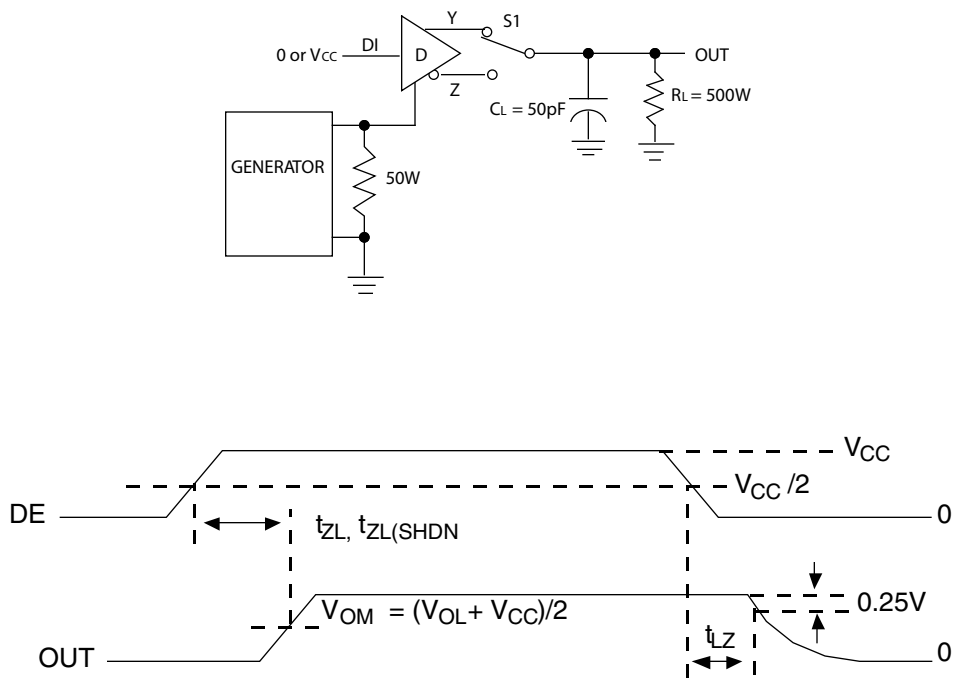 Y
S1
0 or VCC
DI
D
OUT
Z
CL = 50pF
RL = 500W
GENERATOR
50W
VCC
VCC /2
DE
0
tZL, tZL(SHDN
0.25V
VOM = (VOL+ VCC)/2
tLZ
OUT
0